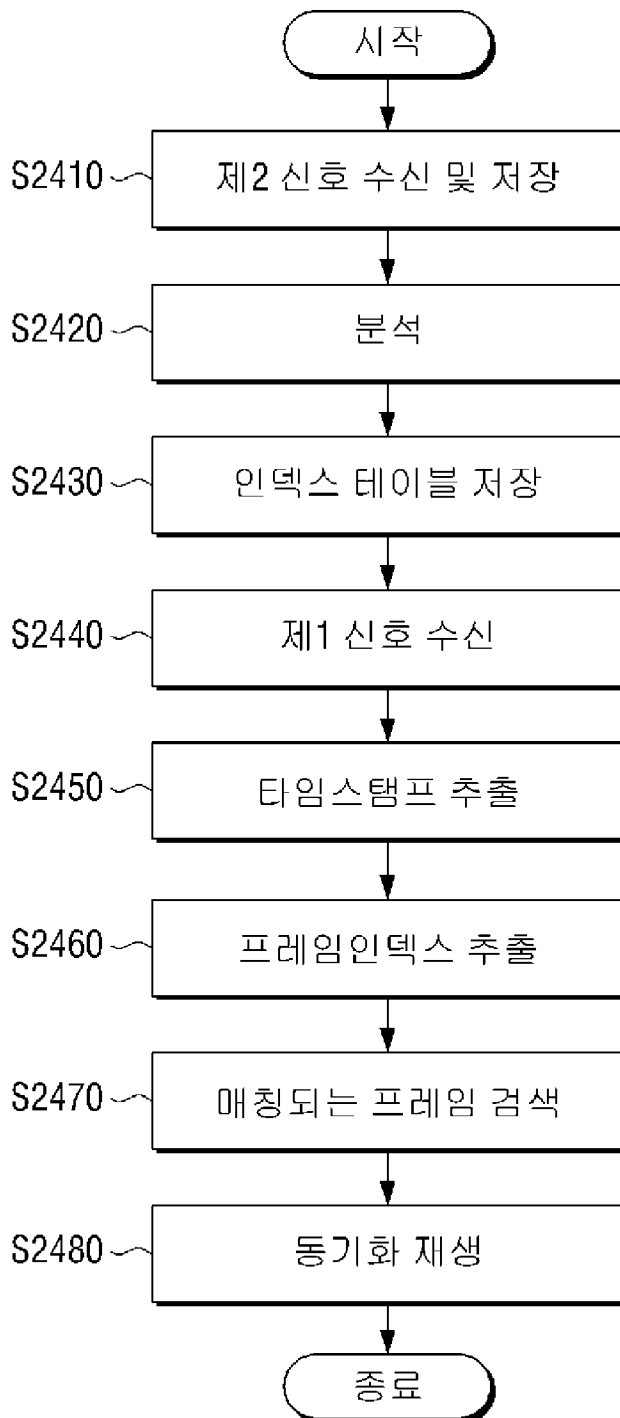 시작
S2410 제2 신호 수신 및 저장
S2420 분석
S2430 인덱스 테이블 저장
S2440 제1 신호 수신
S2450 타임스탬프 추출
S2460 프레임인덱스 추출
S2470 매칭되는 프레임 검색
S2480 동기화 재생
종료